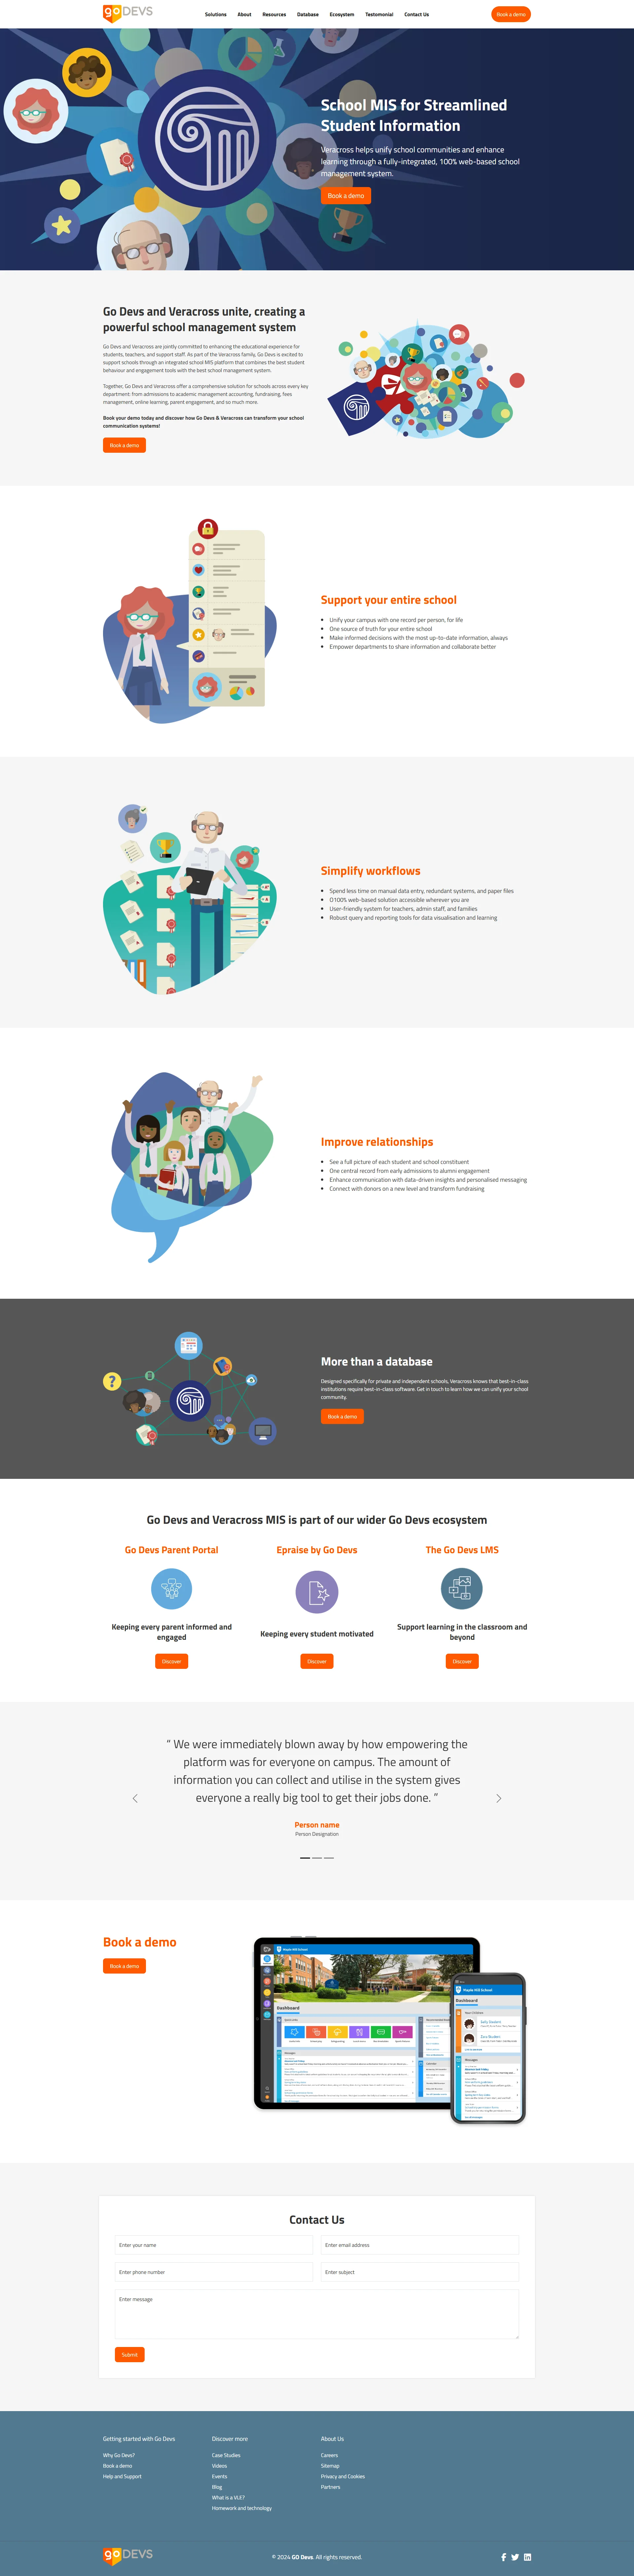 go DEVS
Solutions
About
Resources
Database
Ecosystem
Testomonial
Contact Us
Book a demo
School MIS for Streamlined
Student Information
Veracross helps unify school communities and enhance
learning through a fully-integrated, 100% web-based school
management system.
Book a demo
Go Devs and Veracross unite, creating a
powerful school management system
Go Devs and Veracross are jointly committed to enhancing the educational experience for
students, teachers, and support staff. As part of the Veracross family, Go Devs is excited to
support schools through an integrated school MIS platform that combines the best student
behaviour and engagement tools with the best school management system.
Together, Go Devs and Veracross offer a comprehensive solution for schools across every key
department: from admissions to academic management accounting, fundraising, fees
management, online learning, parent engagement, and so much more.
Book your demo today and discover how Go Devs & Veracross can transform your school
communication systems!
Book a demo
Support your entire school
Unify your campus with one record per person, for life
One source of truth for your entire school
Make informed decisions with the most up-to-date information, always
Empower departments to share information and collaborate better
Simplify workflows
Spend less time on manual data entry, redundant systems, and paper files
O100% web-based solution accessible wherever you are
User-friendly system for teachers, admin staff, and families
Robust query and reporting tools for data visualisation and learning
Improve relationships
See a full picture of each student and school constituent
One central record from early admissions to alumni engagement
Enhance communication with data-driven insights and personalised messaging
Connect with donors on a new level and transform fundraising
?
More than a database
Designed specifically for private and independent schools, Veracross knows that best-in-class
institutions require best-in-class software. Get in touch to learn how we can unify your school
community.
Book a demo
Go Devs and Veracross MIS is part of our wider Go Devs ecosystem
Go Devs Parent Portal
Keeping every parent informed and
engaged
Discover
Epraise by Go Devs
Keeping every student motivated
Discover
The Go Devs LMS
Support learning in the classroom and
beyond
Discover
“ We were immediately blown away by how empowering the
platform was for everyone on campus. The amount of
information you can collect and utilise in the system gives
everyone a really big tool to get their jobs done. ”
Person name
Person Designation
Book a demo
Book a demo
Maple Hill School
Dashboard
Maple Hill School
Dashboard
Contact Us
Enter your name
Enter email address
Enter phone number
Enter subject
Enter message
Submit
Getting started with Go Devs
Why Go Devs?
Book a demo
Help and Support
Discover more
Case Studies
Videos
Events
Blog
What is a VLE?
Homework and technology
About Us
Careers
Sitemap
Privacy and Cookies
Partners
go DEVS
© 2024 GO Devs. All rights reserved.